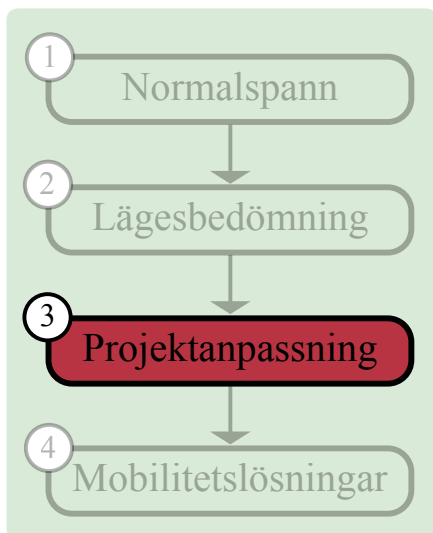 1
Normalspann
2
Lägesbedömning
3
Projektanpassning
4
Mobilitetslösningar